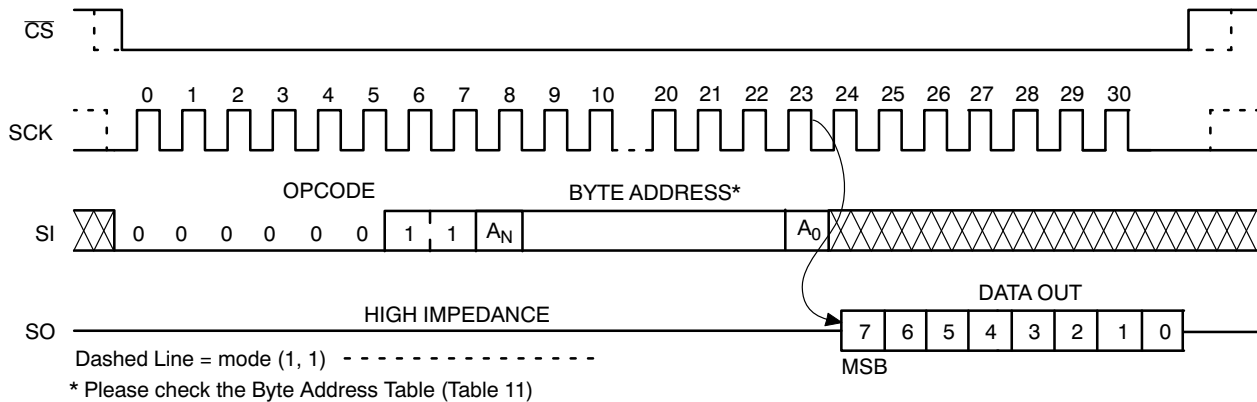 CS
0 1 2 3 4 5 6 7 8 9 10 20 21 22 23 24 25 26 27 28 29 30
SCK
OPCODE BYTE ADDRESS*
SI 0 0 0 0 0 0 1 1 AN A0
DATA OUT
HIGH IMPEDANCE
SO 7 6 5 4 3 2 1 0
Dashed Line = mode (1, 1) - - - - - - - - - - - - - - -
MSB
* Please check the Byte Address Table (Table 11)